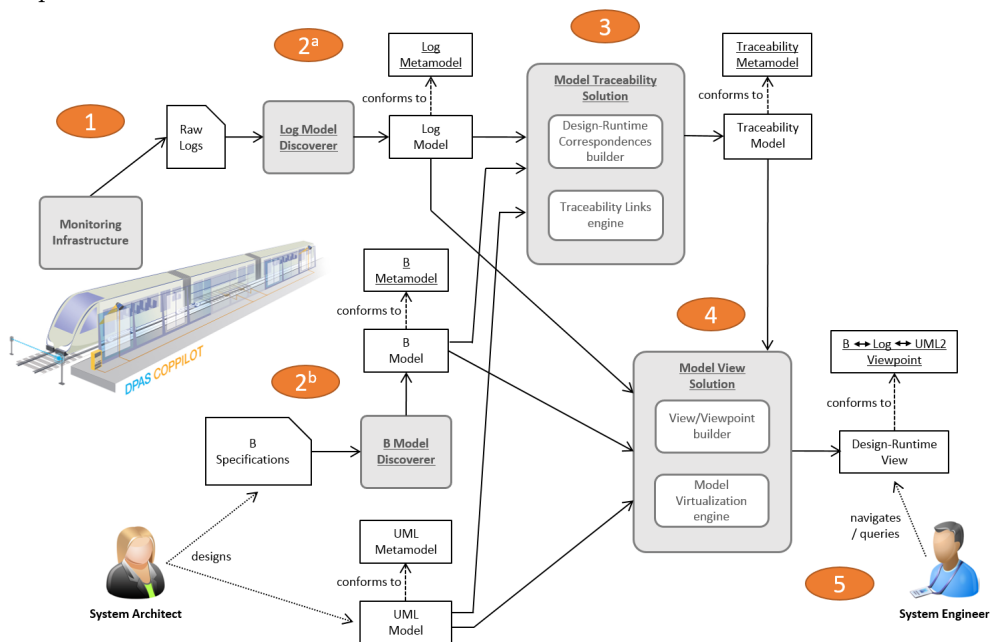 1
2a
3
Log
Metamodel
Traceability
Metamodel
conforms to
conforms to
Raw
Logs
Log Model
Discoverer
Log
Model
Model Traceability
Solution
Design-Runtime
Correspondences
builder
Traceability Links
engine
Traceability
Model
Monitoring
Infrastructure
DPAS COPPILOT
B
Metamodel
conforms to
B
Model
2b
B
Specifications
B Model
Discoverer
4
Model View
Solution
View/Viewpoint
builder
Model
Virtualization
engine
B ↔ Log ↔ UML2
Viewpoint
conforms to
Design-Runtime
View
navigates
/ queries
5
System Engineer
designs
System Architect
UML
Metamodel
conforms to
UML
Model